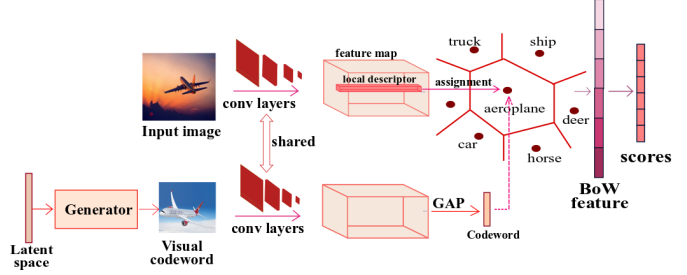 truck
ship
feature map
local descriptor
assignment
conv layers
aeroplane
Input image
deer
shared
car
horse
scores
BoW
feature
Generator
GAP
conv layers
Codeword
Visual
codeword
Latent
space